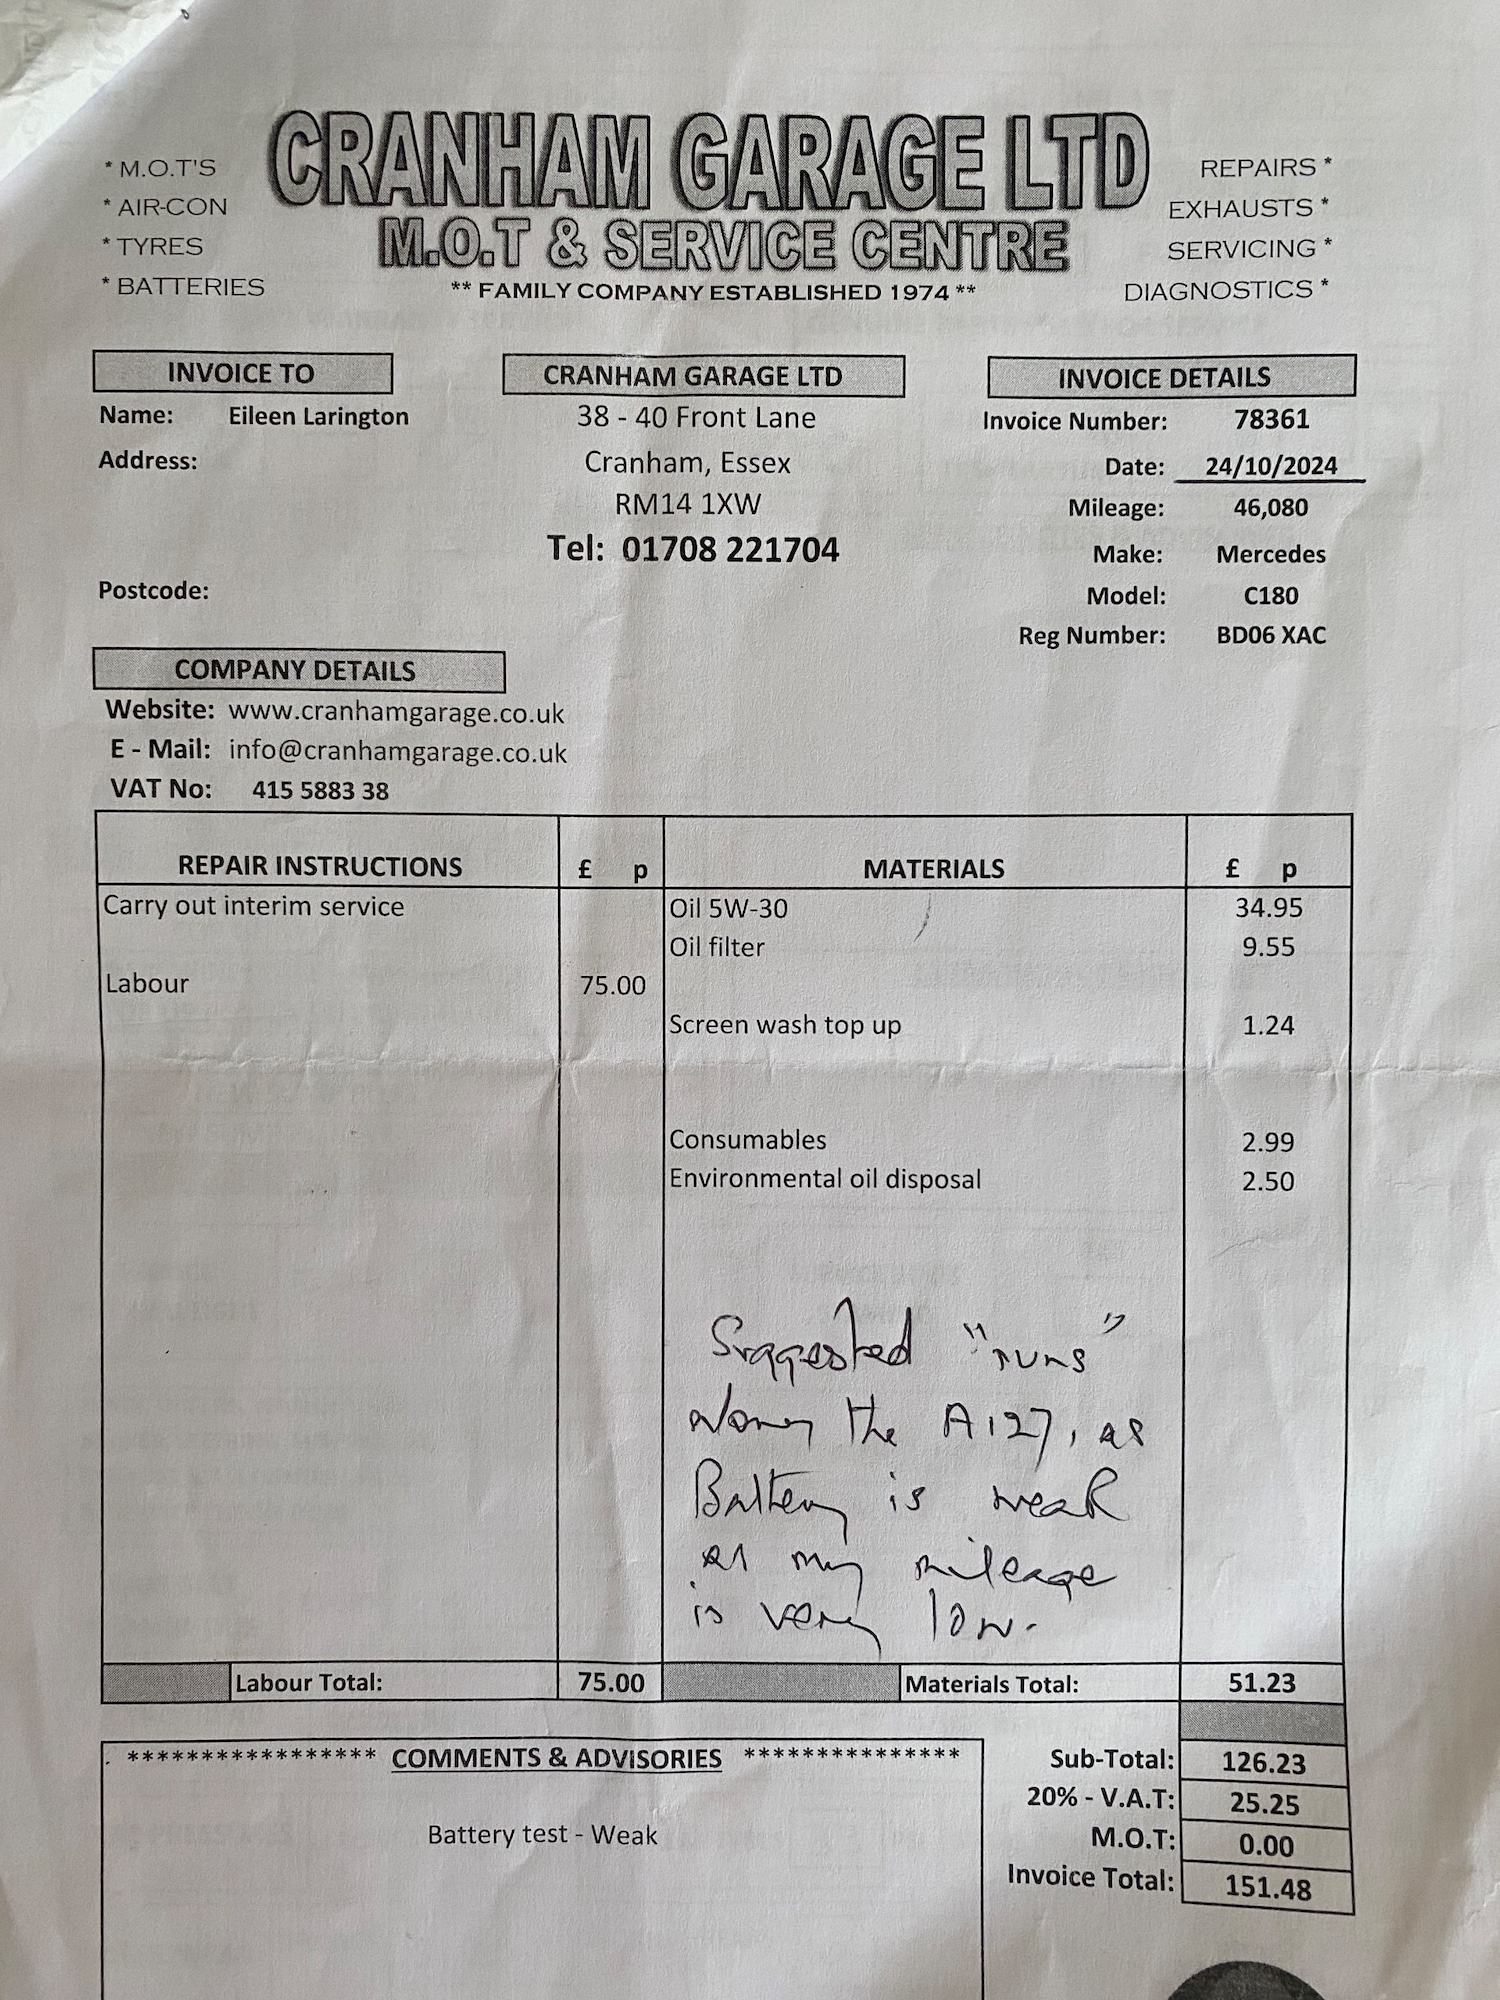 CRANHAM GARAGE LTD
M.O.T & SERVICE CENTRE
** FAMILY COMPANY ESTABLISHED 1974 **
* M.O.T'S
* AIR-CON
* TYRES
* BATTERIES
REPAIRS *
EXHAUSTS *
SERVICING *
DIAGNOSTICS *
INVOICE TO
Name: Eileen Larington
Address:
Postcode:
CRANHAM GARAGE LTD
38 - 40 Front Lane
Cranham, Essex
RM14 1XW
Tel: 01708 221704
INVOICE DETAILS
Invoice Number: 78361
Date: 24/10/2024
Mileage: 46,080
Make: Mercedes
Model: C180
Reg Number: BD06 XAC
COMPANY DETAILS
Website: www.cranhamgarage.co.uk
E - Mail: info@cranhamgarage.co.uk
VAT No: 415 5883 38
REPAIR INSTRUCTIONS £ p MATERIALS £ p
Carry out interim service Oil 5W-30 34.95
Oil filter 9.55
Labour 75.00
Screen wash top up 1.24
Consumables 2.99
Environmental oil disposal 2.50
Suggested "runs"
along the A127, as
Battery is weak
as my mileage
is very low.
Labour Total: 75.00 Materials Total: 51.23
***************** COMMENTS & ADVISORIES ***************
Battery test - Weak
Sub-Total: 126.23
20% - V.A.T: 25.25
M.O.T: 0.00
Invoice Total: 151.48